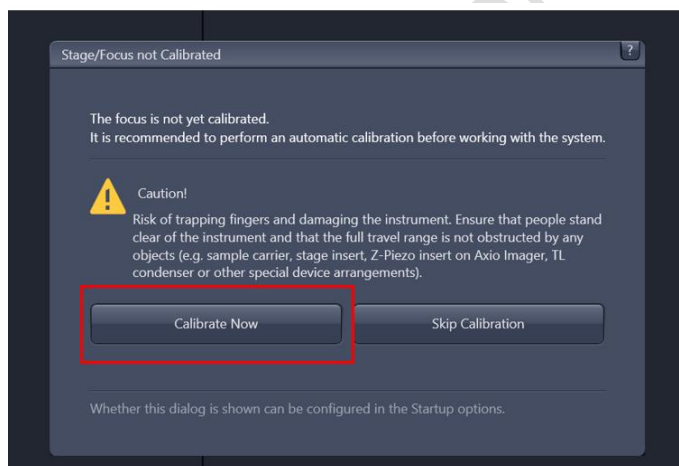 Stage/Focus not Calibrated
?
The focus is not yet calibrated.
It is recommended to perform an automatic calibration before working with the system.
Caution!
Risk of trapping fingers and damaging the instrument. Ensure that people stand
clear of the instrument and that the full travel range is not obstructed by any
objects (e.g. sample carrier, stage insert, Z-Piezo insert on Axio Imager, TL
condenser or other special device arrangements).
Calibrate Now
Skip Calibration
Whether this dialog is shown can be configured in the Startup options.